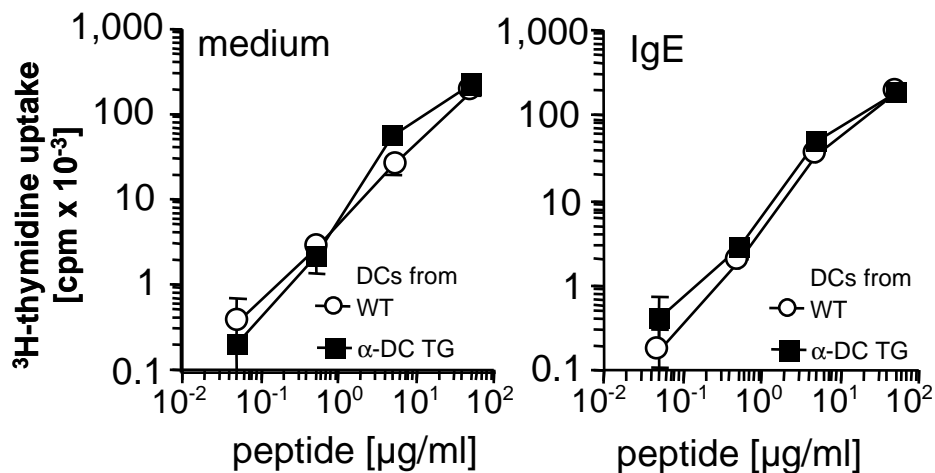 medium
³H-thymidine uptake
[cpm x 10⁻³]
1,000
100
10
1
0.1
DCs from
WT
α-DC TG
10⁻² 10⁻¹ 10⁰ 10¹ 10²
peptide [µg/ml]
IgE
1,000
100
10
1
0.1
DCs from
WT
α-DC TG
10⁻² 10⁻¹ 10⁰ 10¹ 10²
peptide [µg/ml]